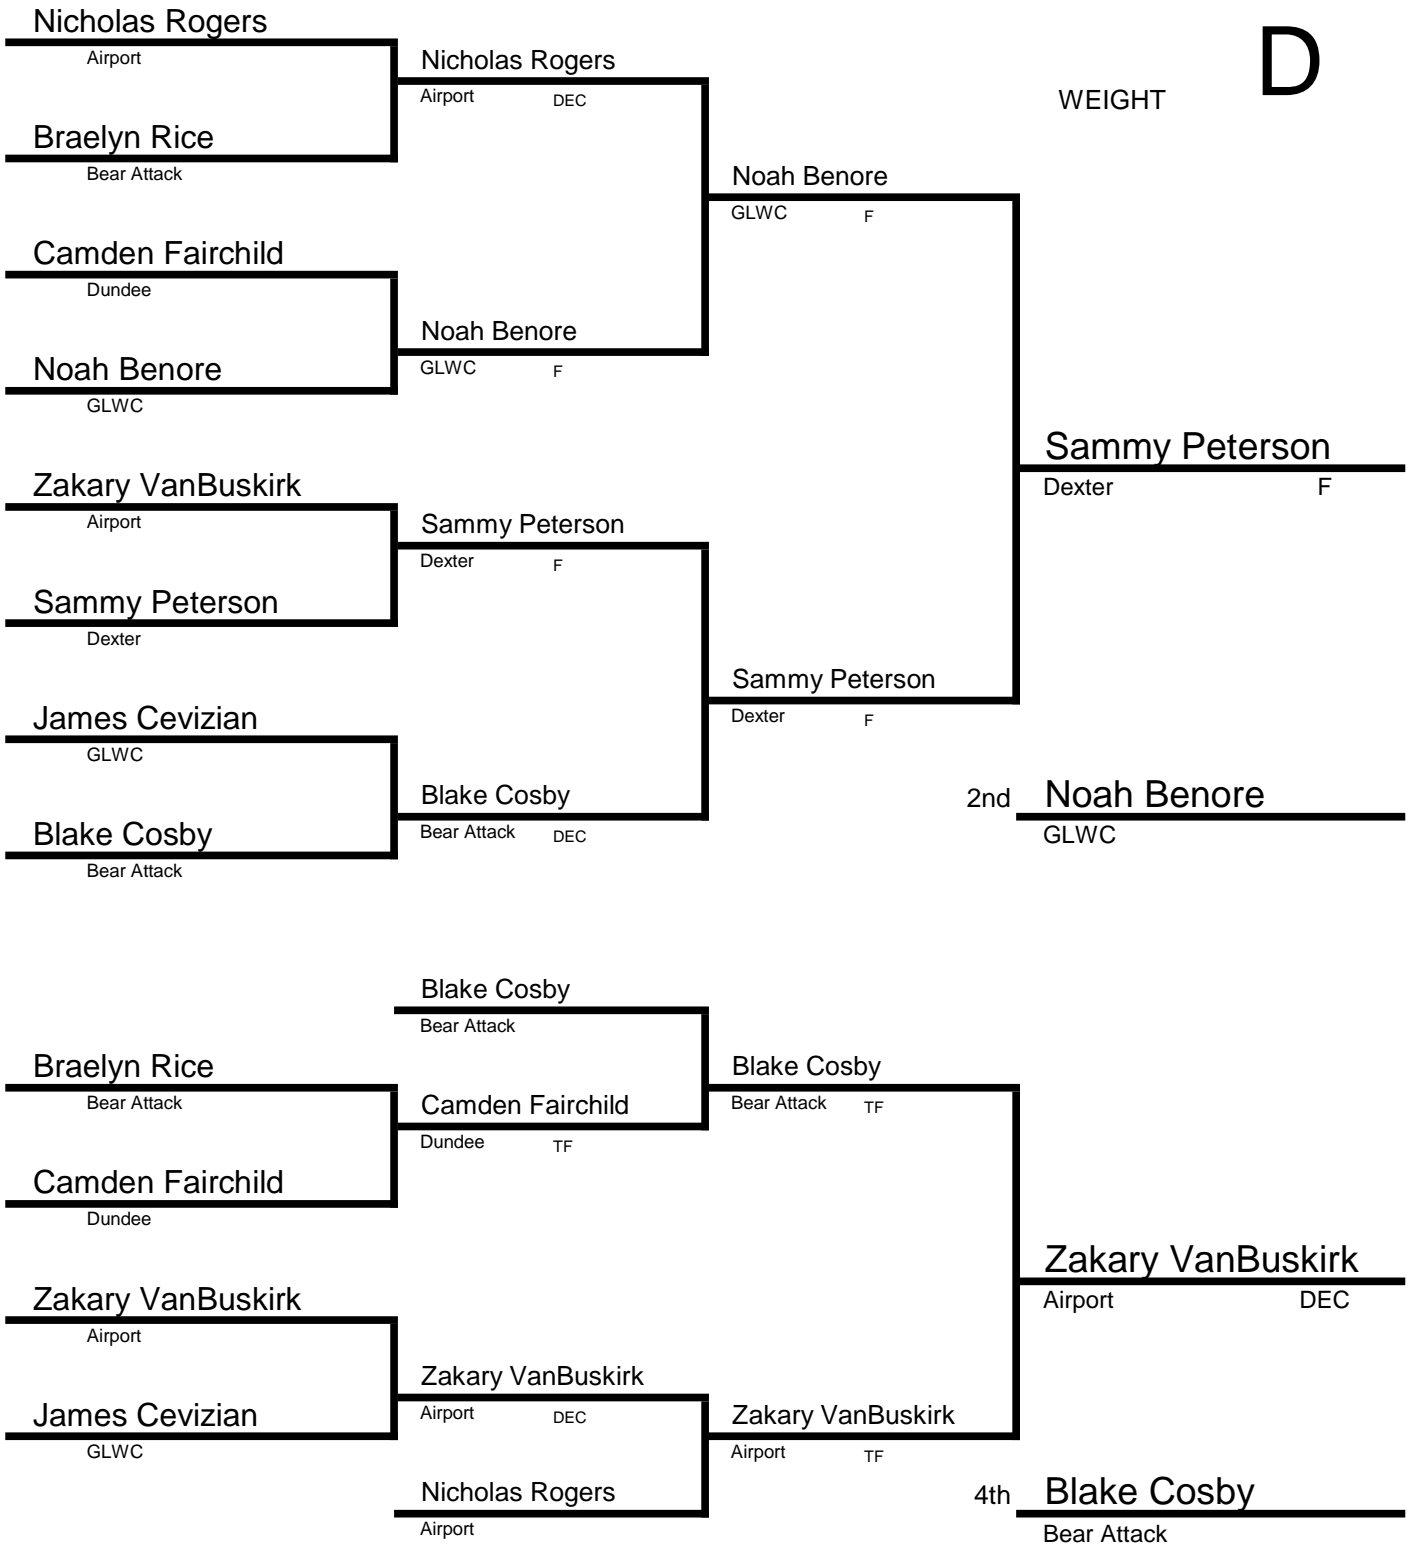 Nicholas Rogers
Airport
Nicholas Rogers
Airport DEC
D
WEIGHT
Braelyn Rice
Bear Attack
Noah Benore
GLWC F
Camden Fairchild
Dundee
Noah Benore
GLWC F
Noah Benore
GLWC
Sammy Peterson
Dexter F
Zakary VanBuskirk
Airport
Sammy Peterson
Dexter F
Sammy Peterson
Dexter
Sammy Peterson
Dexter F
James Cevizian
GLWC
Blake Cosby
Bear Attack DEC
2nd Noah Benore
GLWC
Blake Cosby
Bear Attack
Blake Cosby
Bear Attack
Braelyn Rice
Bear Attack
Blake Cosby
Bear Attack TF
Camden Fairchild
Dundee TF
Camden Fairchild
Dundee
Zakary VanBuskirk
Airport DEC
Zakary VanBuskirk
Airport
Zakary VanBuskirk
Airport DEC
James Cevizian
GLWC
Zakary VanBuskirk
Airport TF
Nicholas Rogers
Airport
4th Blake Cosby
Bear Attack